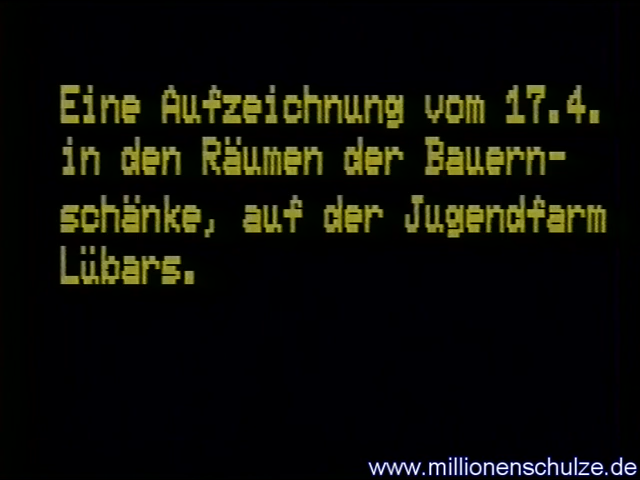 Eine Aufzeichnung vom 17.4.
in den Räumen der Bauern-
schänke, auf der Jugendfarm
Lübars.
www.millionenschulze.de